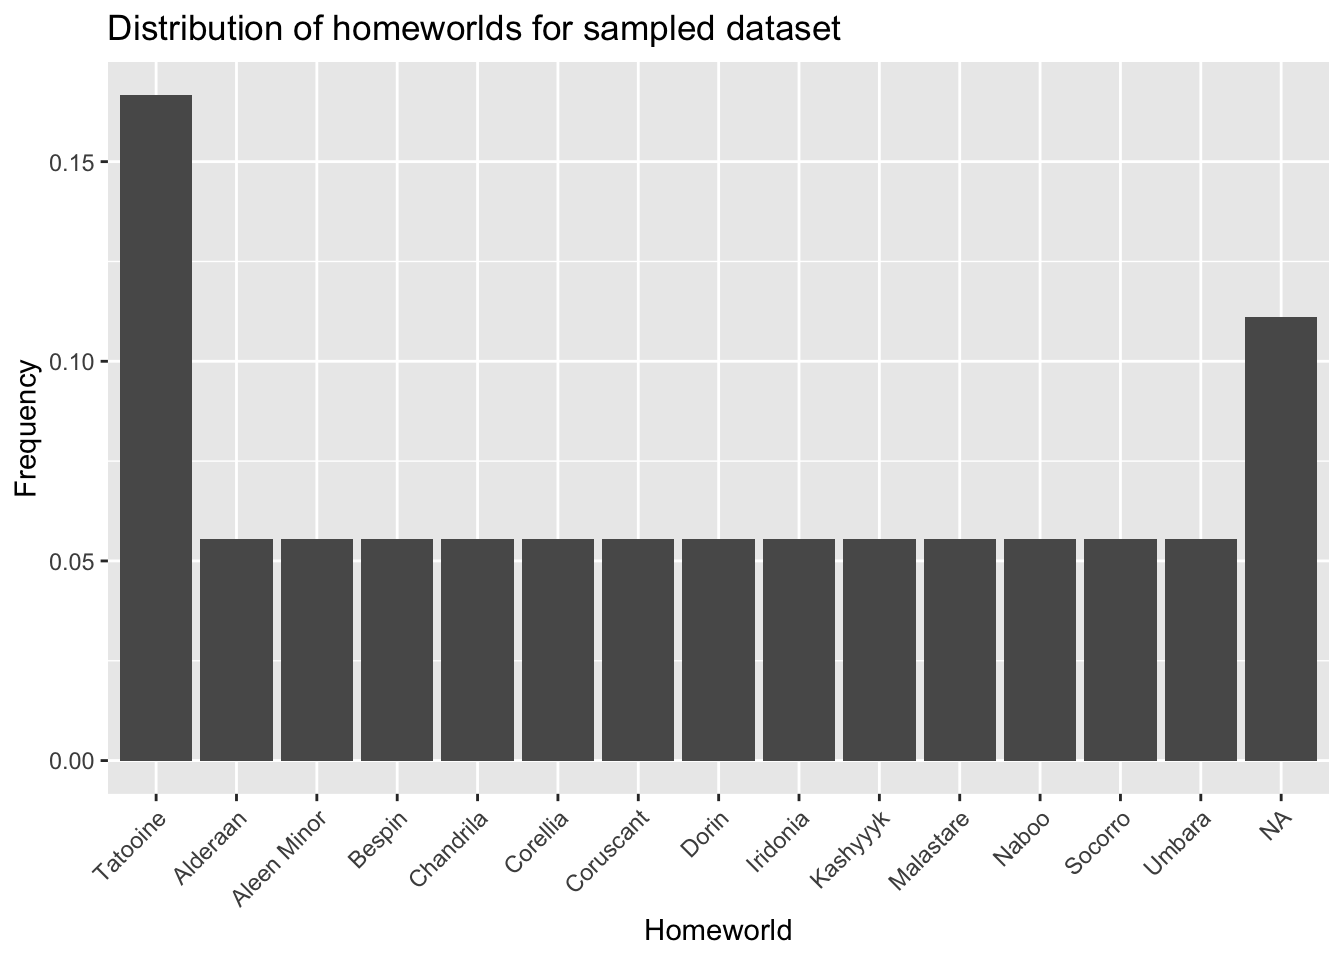 Distribution of homeworlds for sampled dataset
Frequency
0.15
0.10
0.05
0.00
Tatooine
Alderaan
Aleen Minor
Bespin
Chandrila
Corellia
Coruscant
Dorin
Iridonia
Kashyyyk
Malastare
Naboo
Socorro
Umbara
NA
Homeworld